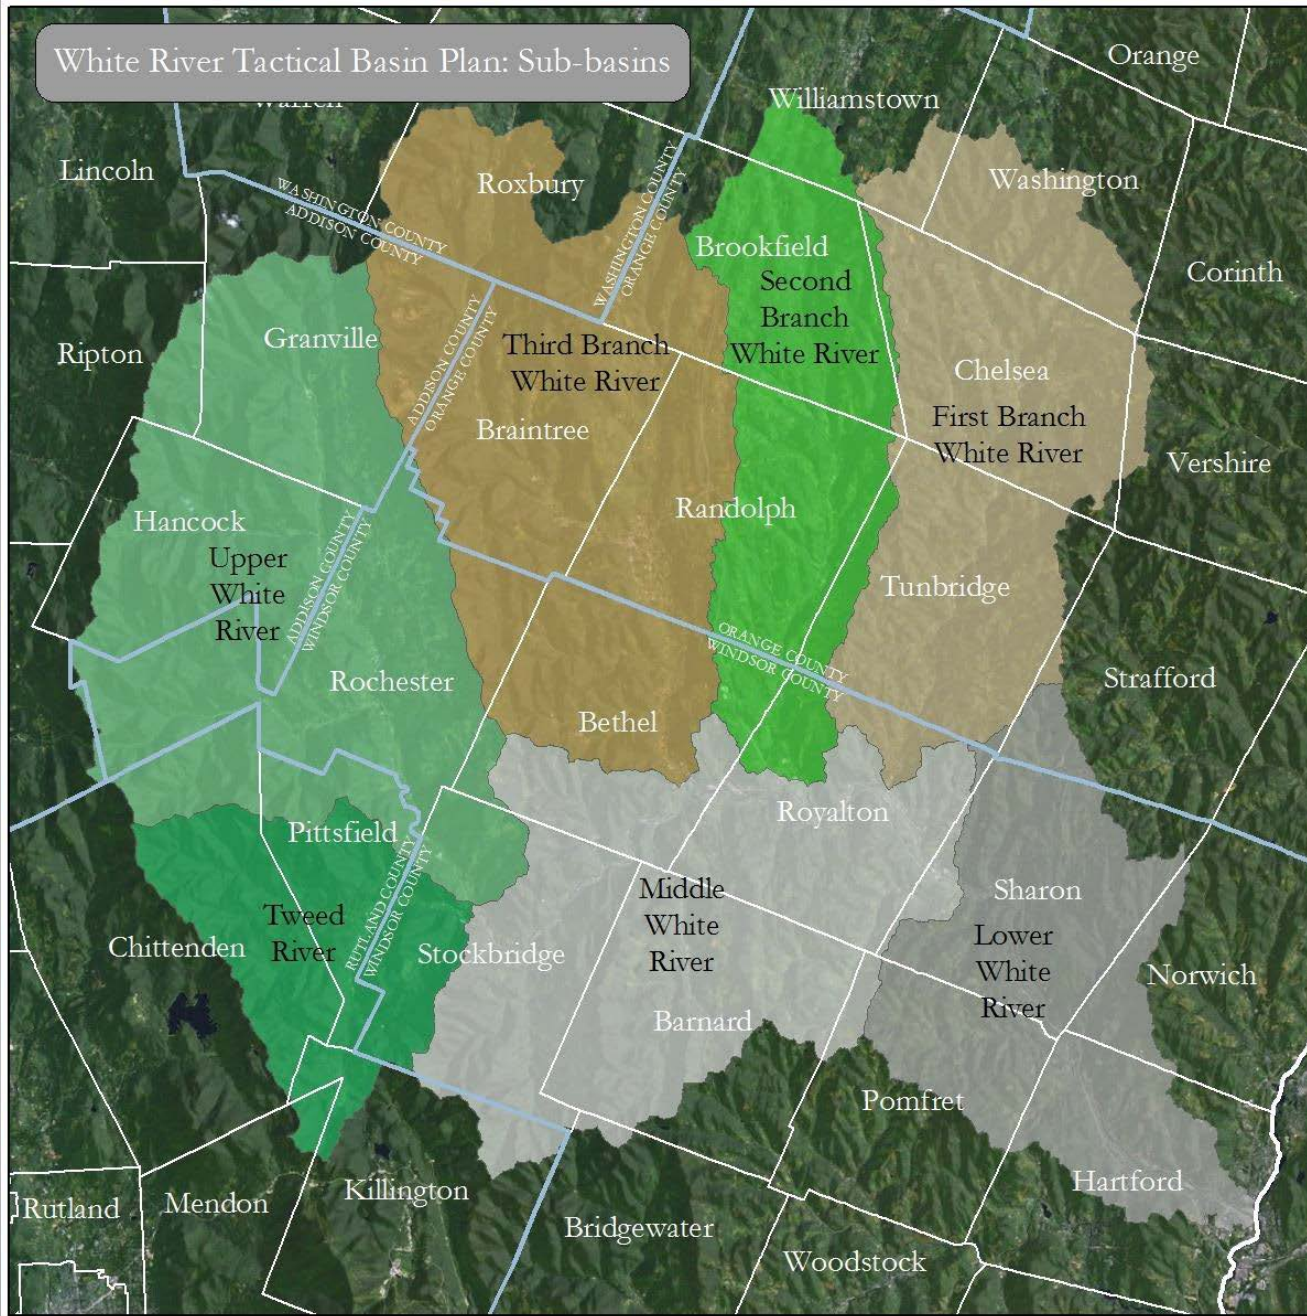 White River Tactical Basin Plan: Sub-basins
Orange
Williamstown
Warren
Lincoln
Roxbury
Washington
WASHINGTON COUNTY
ADDISON COUNTY
WASHINGTON COUNTY
ORANGE COUNTY
Brookfield
Corinth
Second
Branch
White River
Granville
Ripton
Third Branch
White River
ADDISON COUNTY
ORANGE COUNTY
Chelsea
First Branch
White River
Braintree
Vershire
Randolph
Hancock
Upper
White
River
ADDISON COUNTY
WINDSOR COUNTY
Tunbridge
ORANGE COUNTY
WINDSOR COUNTY
Rochester
Strafford
Bethel
Royalton
Pittsfield
RUTLAND COUNTY
WINDSOR COUNTY
Middle
White
River
Sharon
Lower
White
River
Tweed
River
Chittenden
Stockbridge
Norwich
Barnard
Pomfret
Hartford
Killington
Mendon
Rutland
Bridgewater
Woodstock